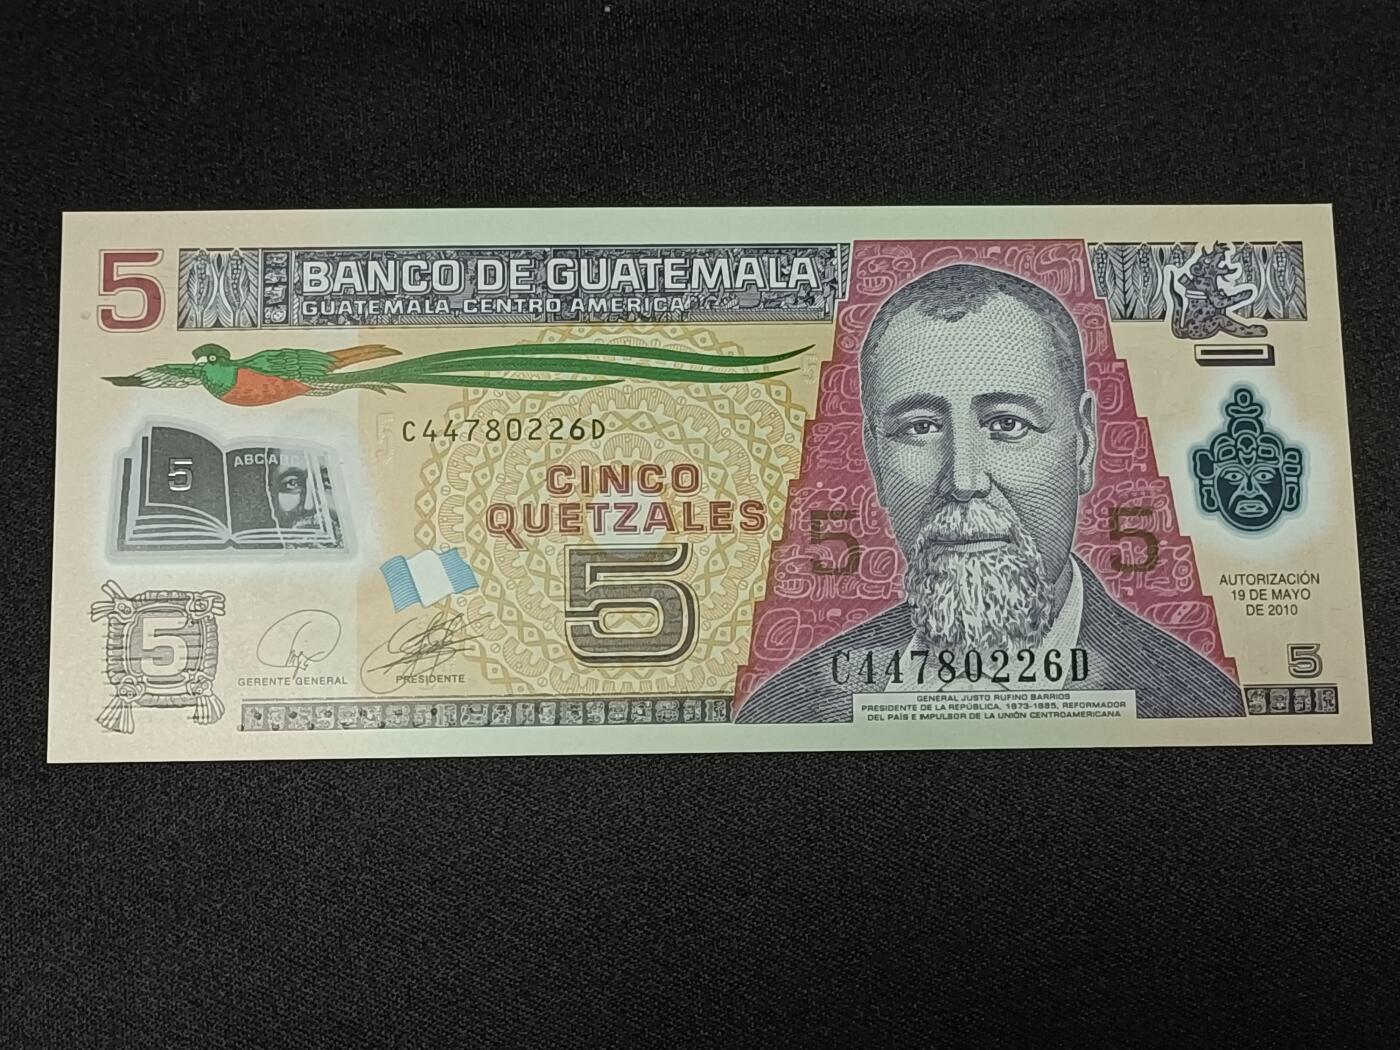 5
BANCO DE GUATEMALA
GUATEMALA, CENTRO AMERICA
C44780226D
5
ABC ABC
CINCO
QUETZALES
5
5
5
5
GERENTE GENERAL
PRESIDENTE
C44780226D
GENERAL JUSTO RUFINO BARRIOS
PRESIDENTE DE LA REPÚBLICA, 1873-1885, REFORMADOR
DEL PAÍS E IMPULSOR DE LA UNIÓN CENTROAMERICANA
AUTORIZACIÓN
19 DE MAYO
DE 2010
5